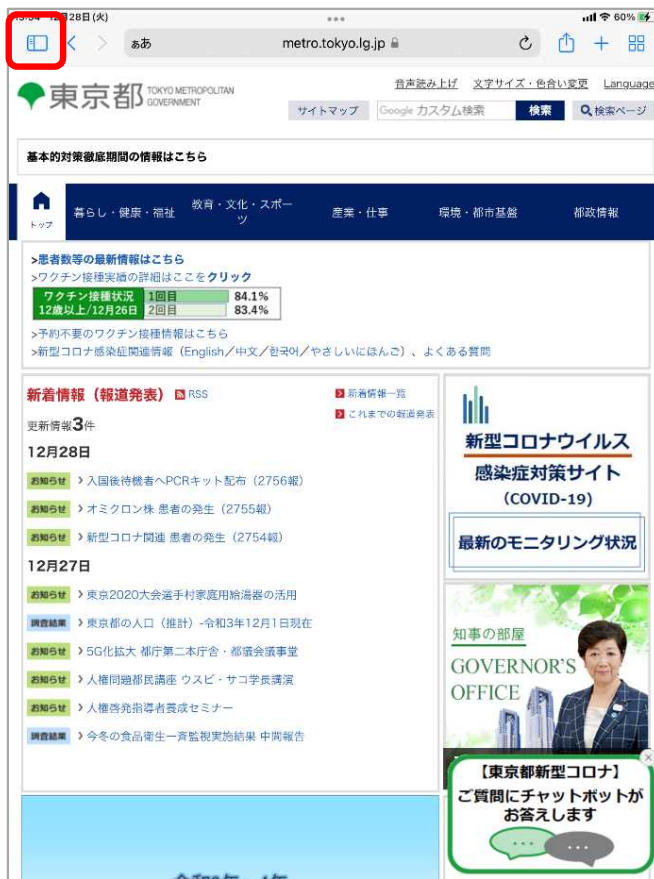 12月28日(火)
60%
ぁあ
metro.tokyo.lg.jp
東京都
TOKYO METROPOLITAN
GOVERNMENT
音声読み上げ 文字サイズ・色合い変更 Language
サイトマップ Google カスタム検索 検索 検索ページ
基本的対策徹底期間の情報はこちら
トップ
暮らし・健康・福祉
教育・文化・スポー
ツ
産業・仕事
環境・都市基盤
都政情報
>患者数等の最新情報はこちら
>ワクチン接種実績の詳細はここをクリック
ワクチン接種状況 1回目 84.1%
12歳以上/12月26日 2回目 83.4%
>予約不要のワクチン接種情報はこちら
>新型コロナ感染症関連情報（English/中文/한국어/やさしいにほんご）、よくある質問
新着情報（報道発表） RSS
新着情報一覧
これまでの報道発表
更新情報3件
12月28日
お知らせ 入国後待機者へPCRキット配布（2756報）
お知らせ オミクロン株 患者の発生（2755報）
お知らせ 新型コロナ関連 患者の発生（2754報）
12月27日
お知らせ 東京2020大会選手村家庭用給湯器の活用
調査結果 東京都の人口（推計）-令和3年12月1日現在
お知らせ 5G化拡大 都庁第二本庁舎・都議会議事堂
お知らせ 人権問題都民講座 ウスビ・サコ学長講演
お知らせ 人権啓発指導者養成セミナー
調査結果 今冬の食品衛生一斉監視実施結果 中間報告
新型コロナウイルス
感染症対策サイト
(COVID-19)
最新のモニタリング状況
知事の部屋
GOVERNOR'S
OFFICE
【東京都新型コロナ】
ご質問にチャットボットが
お答えします